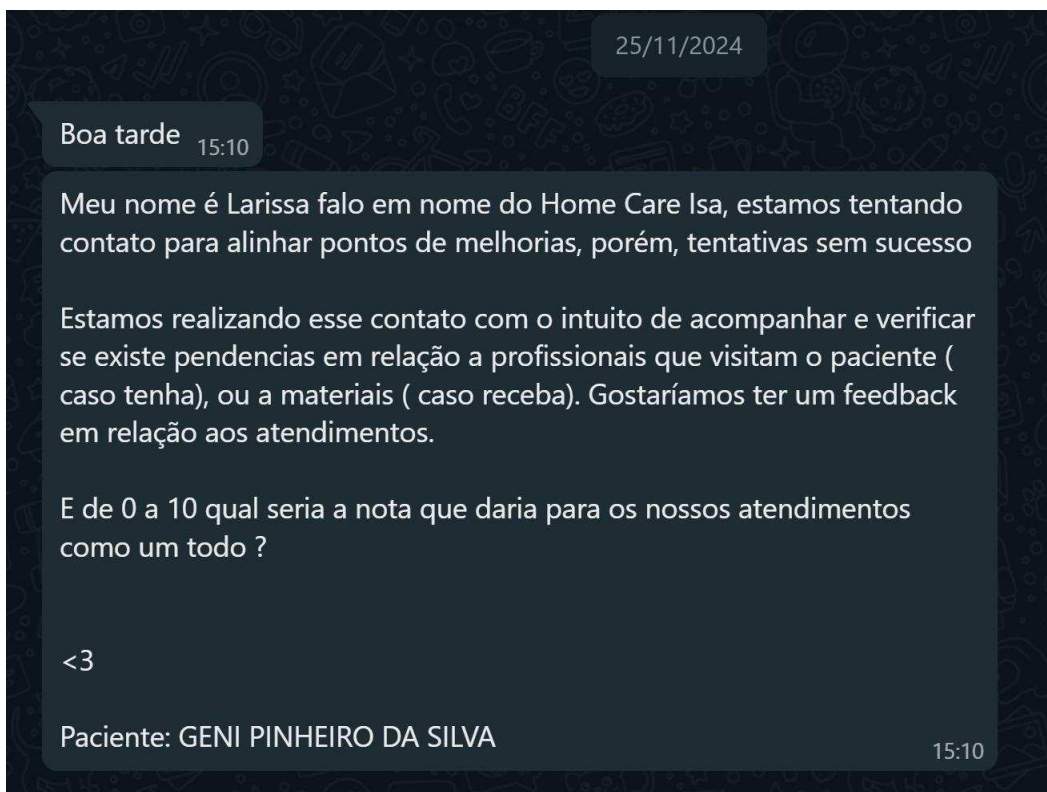 25/11/2024
Boa tarde 15:10
Meu nome é Larissa falo em nome do Home Care Isa, estamos tentando
contato para alinhar pontos de melhorias, porém, tentativas sem sucesso
Estamos realizando esse contato com o intuito de acompanhar e verificar
se existe pendencias em relação a profissionais que visitam o paciente (
caso tenha), ou a materiais ( caso receba). Gostaríamos ter um feedback
em relação aos atendimentos.
E de 0 a 10 qual seria a nota que daria para os nossos atendimentos
como um todo ?
<3
Paciente: GENI PINHEIRO DA SILVA
15:10